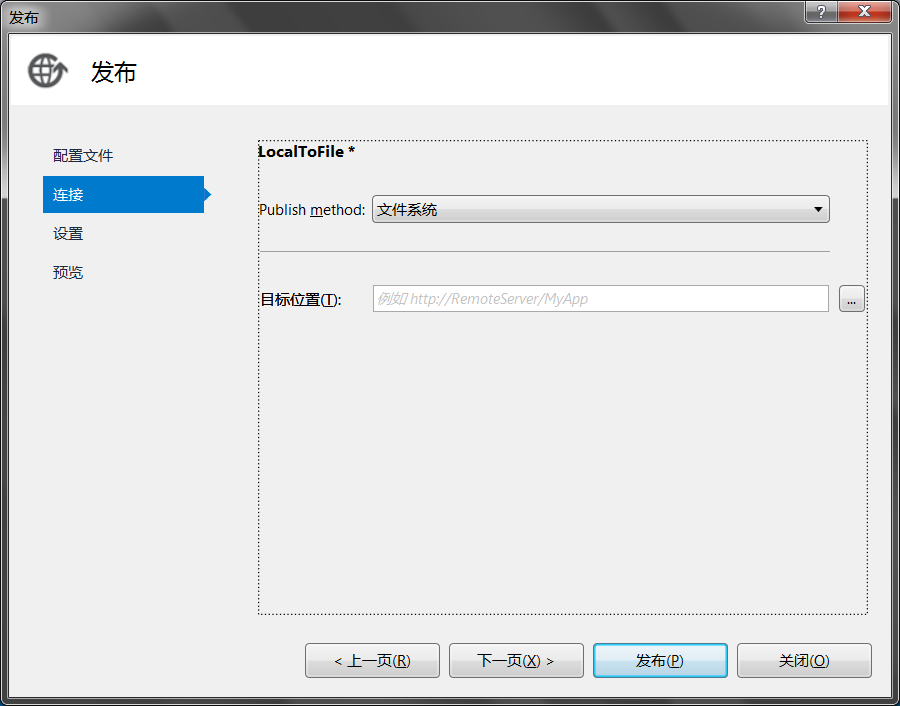 发布
?
发布
配置文件
连接
设置
预览
LocalToFile *
Publish method: 文件系统
目标位置(T): 例如 http://RemoteServer/MyApp ...
< 上一页(R) 下一页(X) > 发布(P) 关闭(O)